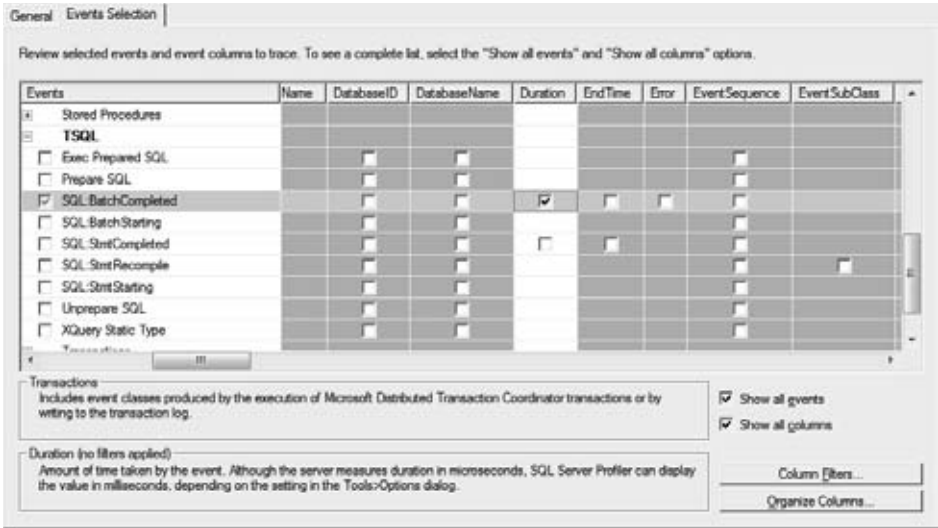 General Events Selection
Review selected events and event columns to trace. To see a complete list, select the "Show all events" and "Show all columns" options.
Events Name DatabaseID DatabaseName Duration EndTime Error EventSequence EventSubClass
Stored Procedures
TSQL
Exec Prepared SQL
Prepare SQL
SQL:BatchCompleted
SQL:BatchStarting
SQL:StmtCompleted
SQL:StmtRecompile
SQL:StmtStarting
Unprepare SQL
XQuery Static Type
Transactions
Transactions
Includes event classes produced by the execution of Microsoft Distributed Transaction Coordinator transactions or by
writing to the transaction log.
Show all events
Show all columns
Duration (no filters applied)
Amount of time taken by the event. Although the server measures duration in microseconds, SQL Server Profiler can display
the value in milliseconds, depending on the setting in the Tools>Options dialog.
Column Filters...
Organize Columns...